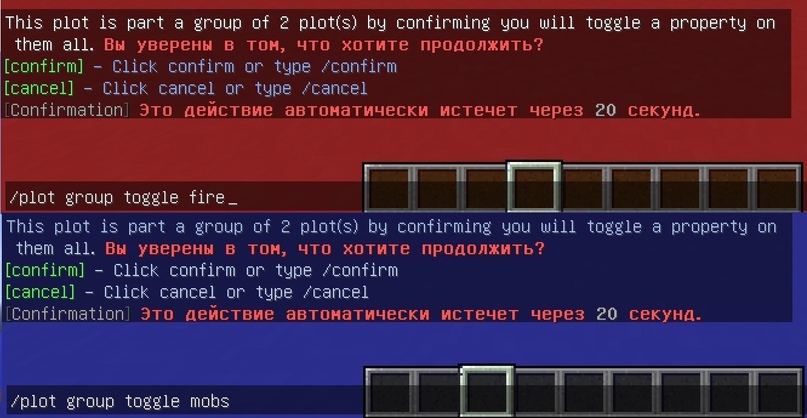 This plot is part a group of 2 plot(s) by confirming you will toggle a property on
them all. Вы уверены в том, что хотите продолжить?
[confirm] - Click confirm or type /confirm
[cancel] - Click cancel or type /cancel
[Confirmation] Это действие автоматически истечет через 20 секунд.
/plot group toggle fire_
This plot is part a group of 2 plot(s) by confirming you will toggle a property on
them all. Вы уверены в том, что хотите продолжить?
[confirm] - Click confirm or type /confirm
[cancel] - Click cancel or type /cancel
[Confirmation] Это действие автоматически истечет через 20 секунд.
/plot group toggle mobs